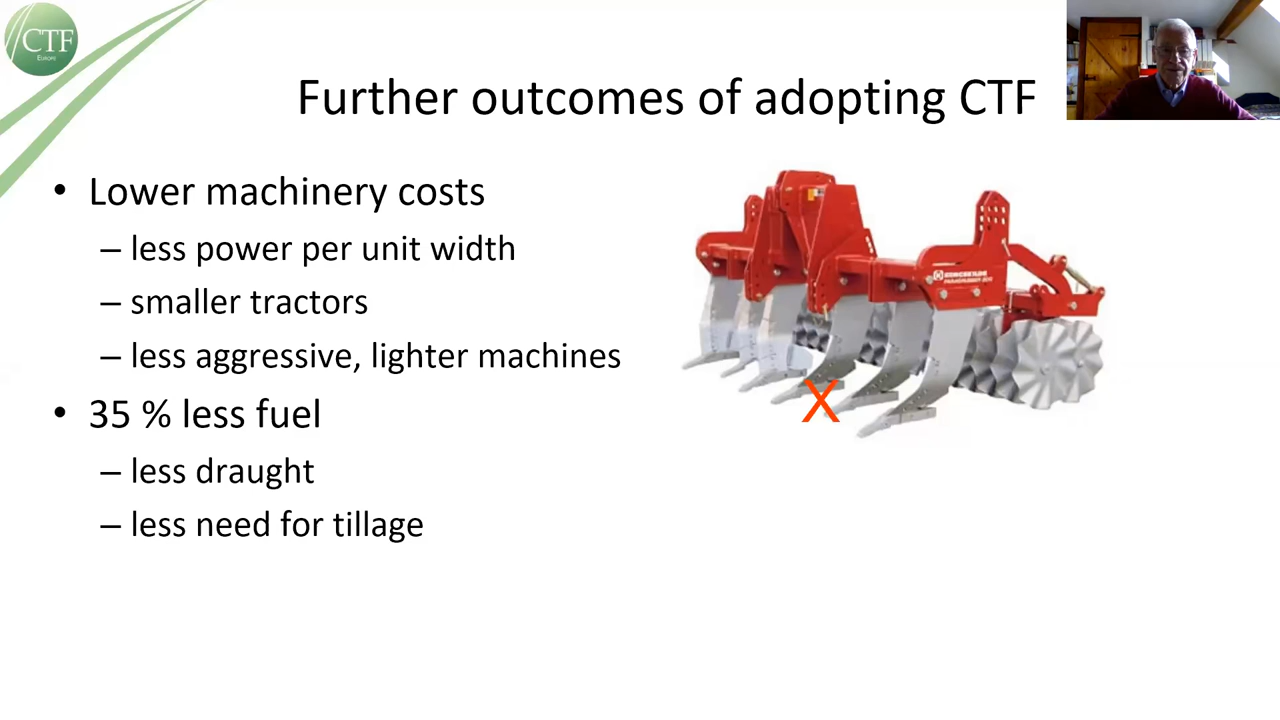 CTF
EUROPE
Further outcomes of adopting CTF
• Lower machinery costs
– less power per unit width
– smaller tractors
– less aggressive, lighter machines
• 35 % less fuel
– less draught
– less need for tillage
X